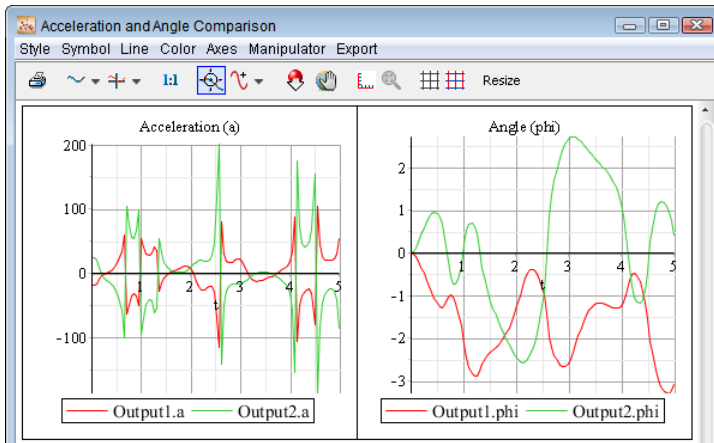 Acceleration and Angle Comparison
Style Symbol Line Color Axes Manipulator Export
1:1 Resize
Acceleration (a)
200
100
0
-100
1 2 3 4 5
t
Output1.a Output2.a
Angle (phi)
2
1
0
-1
-2
-3
1 2 3 4 5
t
Output1.phi Output2.phi